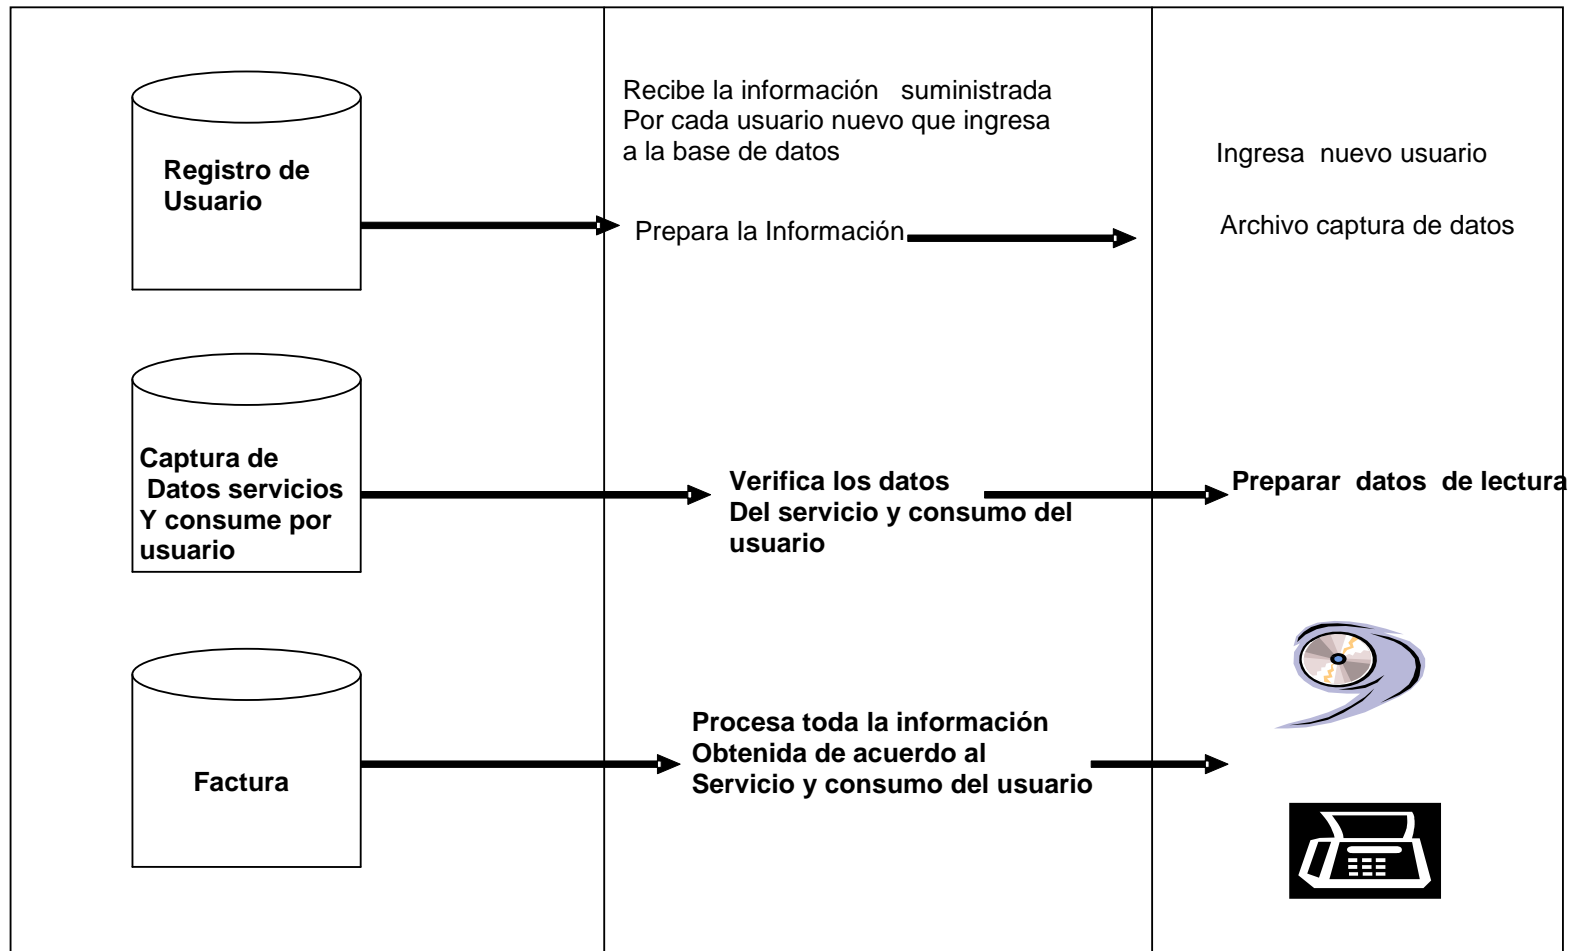 Registro de
Usuario
Recibe la información suministrada
Por cada usuario nuevo que ingresa
a la base de datos
Prepara la Información
Ingresa nuevo usuario
Archivo captura de datos
Captura de
Datos servicios
Y consume por
usuario
Verifica los datos
Del servicio y consumo del
usuario
Preparar datos de lectura
Factura
Procesa toda la información
Obtenida de acuerdo al
Servicio y consumo del usuario